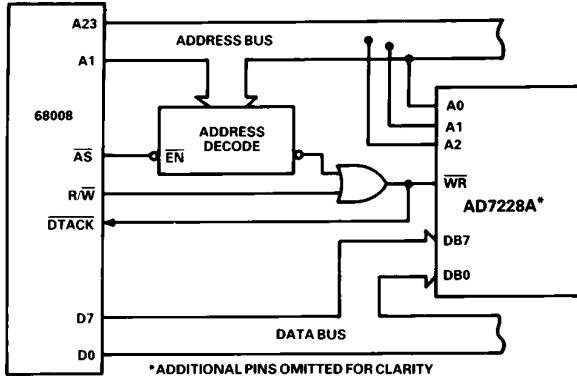 A23
ADDRESS BUS
A1
A0
68008
A1
ADDRESS
DECODE
A2
AS
EN
R/W
WR
AD7228A*
DTACK
DB7
DB0
D7
DATA BUS
D0
*ADDITIONAL PINS OMITTED FOR CLARITY